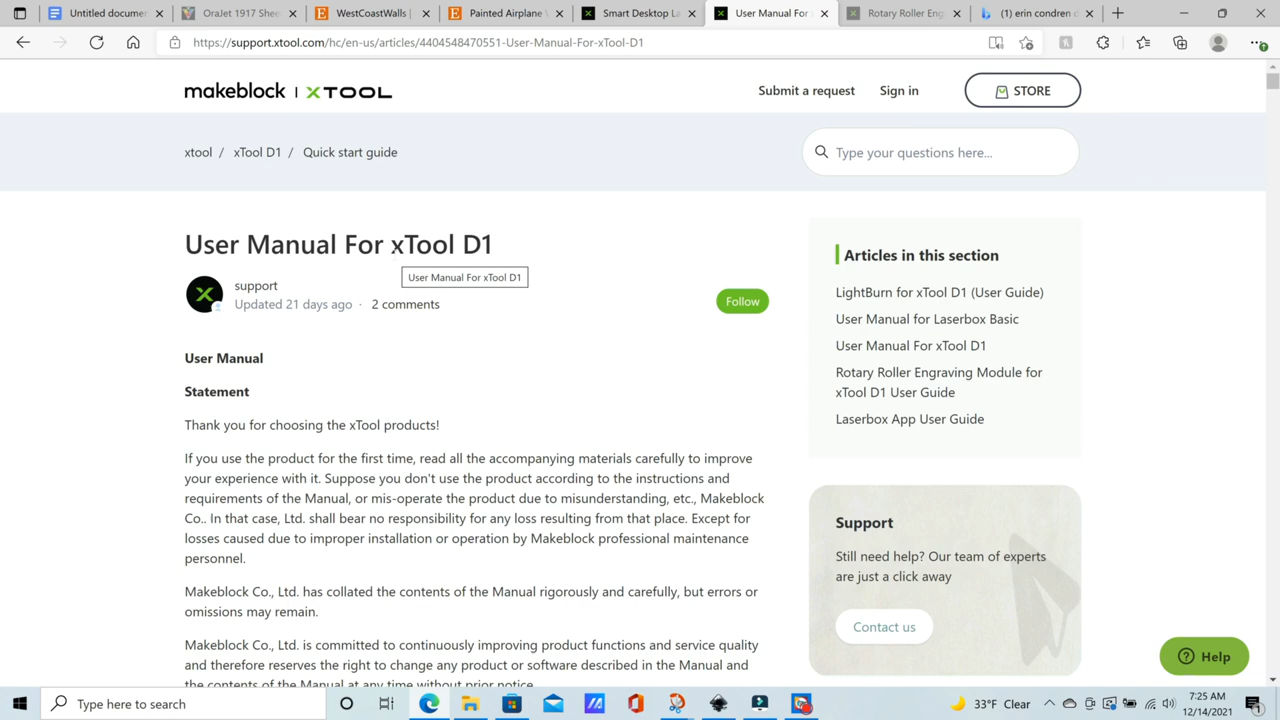 Untitled documen
OraJet 1917 Shee
WestCoastWalls |
Painted Airplane V
Smart Desktop La
User Manual For x
Rotary Roller Eng
(1) erin condren d
https://support.xtool.com/hc/en-us/articles/4404548470551-User-Manual-For-xTool-D1
makeblock | xTOOL
Submit a request
Sign in
STORE
xtool / xTool D1 / Quick start guide
Type your questions here...
User Manual For xTool D1
User Manual For xTool D1
support
Updated 21 days ago · 2 comments
Follow
User Manual
Statement
Thank you for choosing the xTool products!
If you use the product for the first time, read all the accompanying materials carefully to improve
your experience with it. Suppose you don't use the product according to the instructions and
requirements of the Manual, or mis-operate the product due to misunderstanding, etc., Makeblock
Co.. In that case, Ltd. shall bear no responsibility for any loss resulting from that place. Except for
losses caused due to improper installation or operation by Makeblock professional maintenance
personnel.
Makeblock Co., Ltd. has collated the contents of the Manual rigorously and carefully, but errors or
omissions may remain.
Makeblock Co., Ltd. is committed to continuously improving product functions and service quality
and therefore reserves the right to change any product or software described in the Manual and
the contents of the Manual at any time without prior notice.
Articles in this section
LightBurn for xTool D1 (User Guide)
User Manual for Laserbox Basic
User Manual For xTool D1
Rotary Roller Engraving Module for
xTool D1 User Guide
Laserbox App User Guide
Support
Still need help? Our team of experts
are just a click away
Contact us
Help
Type here to search
33°F Clear
7:25 AM
12/14/2021
1